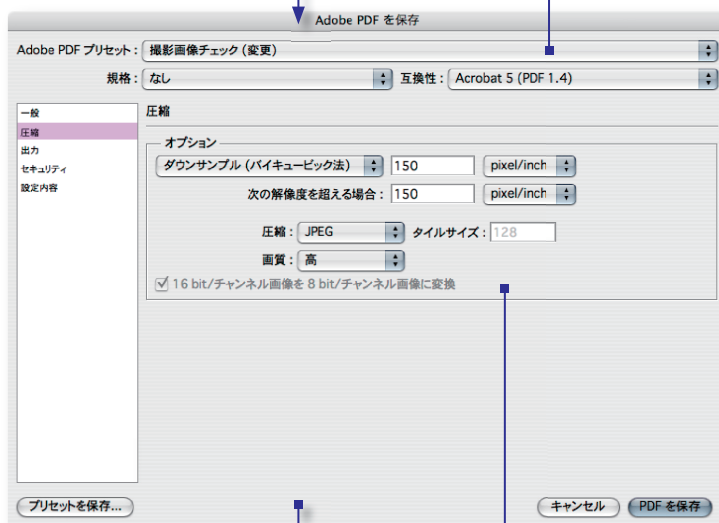 Adobe PDF を保存
Adobe PDF プリセット : 撮影画像チェック (変更)
規格 : なし 互換性 : Acrobat 5 (PDF 1.4)
一般
圧縮
出力
セキュリティ
設定内容
圧縮
オプション
ダウンサンプル (バイキュービック法) 150 pixel/inch
次の解像度を超える場合 : 150 pixel/inch
圧縮 : JPEG タイルサイズ : 128
画質 : 高
16 bit/チャンネル画像を 8 bit/チャンネル画像に変換
プリセットを保存... キャンセル PDF を保存